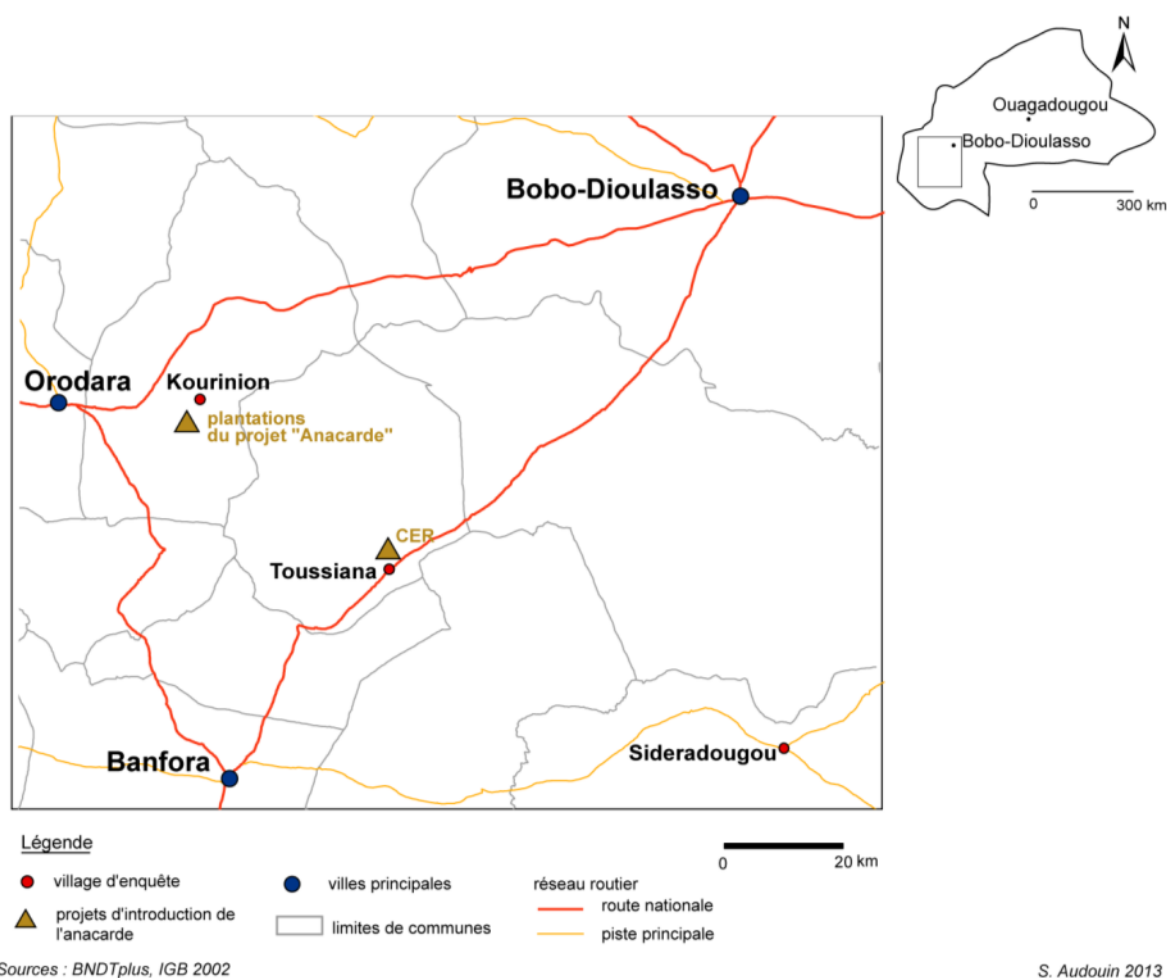 N
Ouagadougou
Bobo-Dioulasso
0
300 km
Bobo-Dioulasso
Orodara
Kourinion
plantations
du projet "Anacarde"
CER
Toussiana
Sideradougou
Banfora
0
20 km
Légende
village d'enquête
projets d'introduction de
l'anacarde
villes principales
limites de communes
réseau routier
route nationale
piste principale
Sources : BNDTplus, IGB 2002
S. Audouin 2013